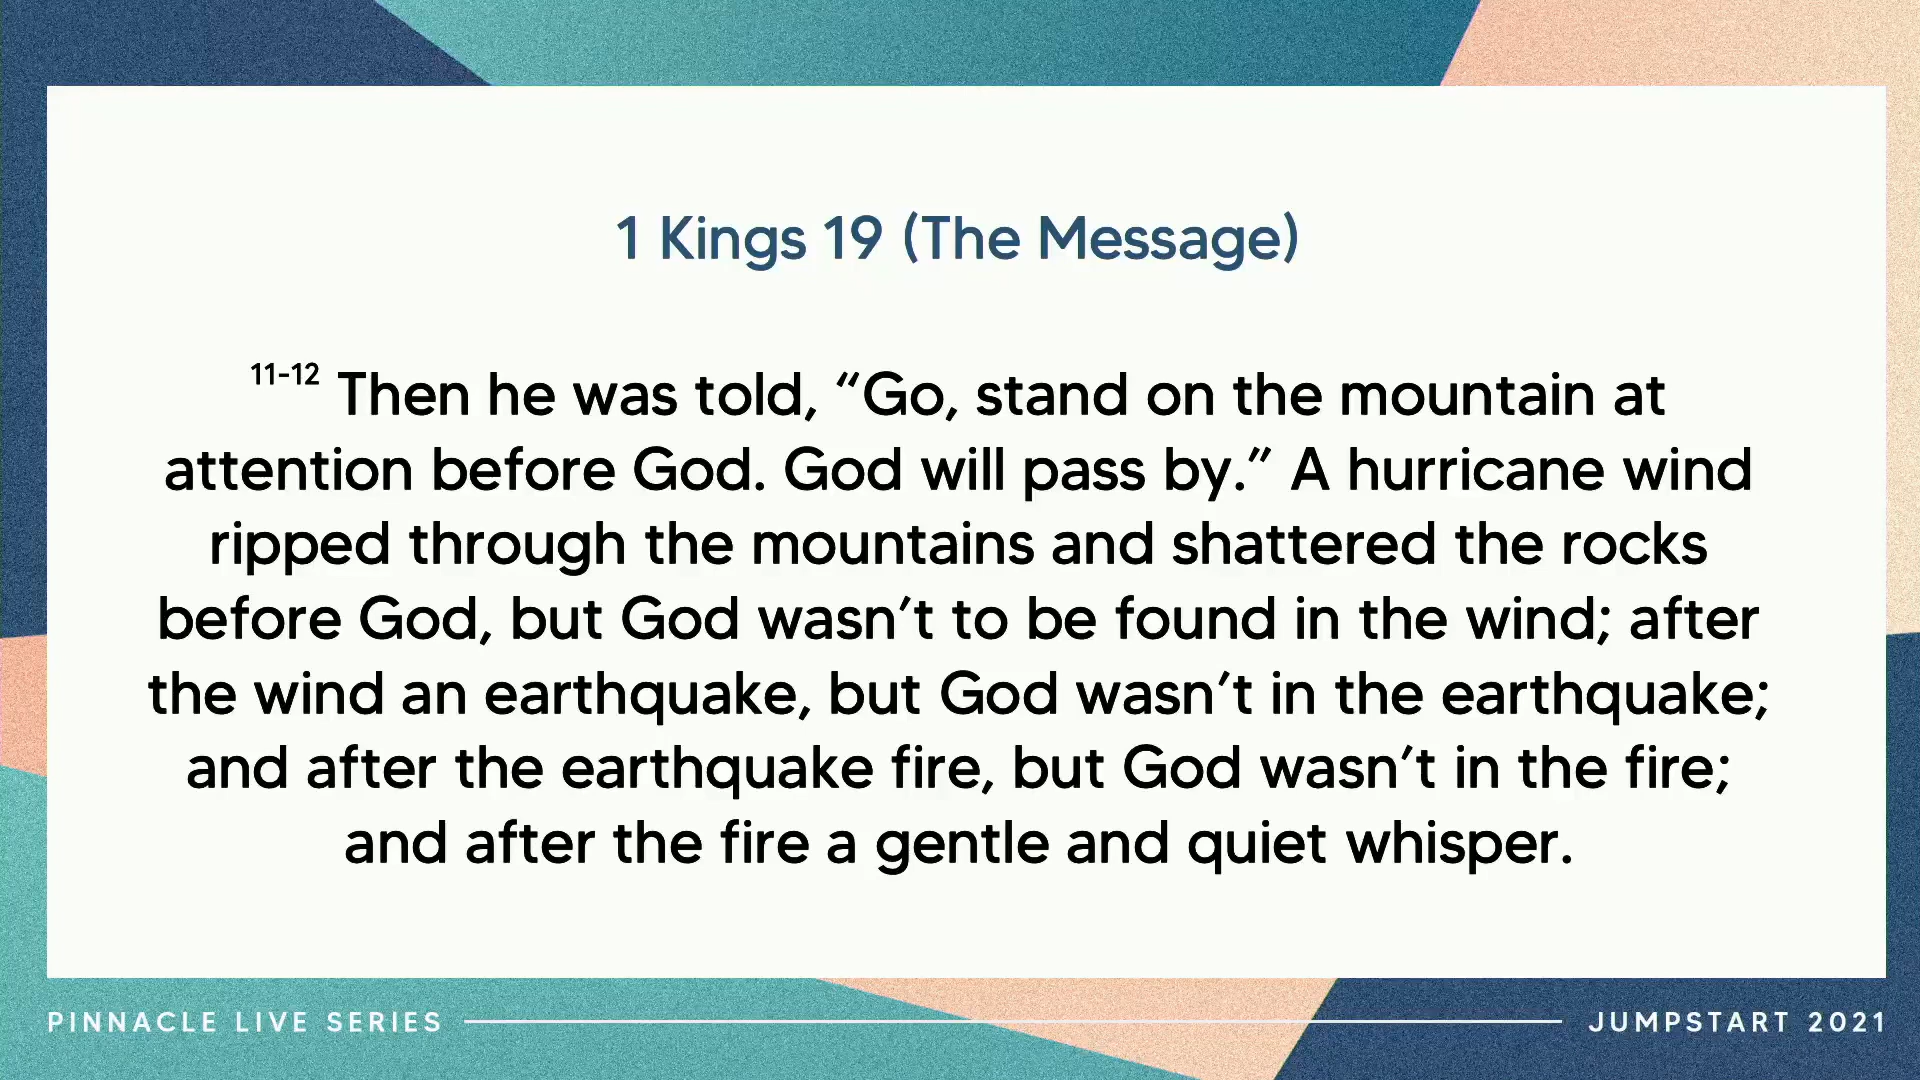 1 Kings 19 (The Message)
11-12 Then he was told, “Go, stand on the mountain at
attention before God. God will pass by.” A hurricane wind
ripped through the mountains and shattered the rocks
before God, but God wasn’t to be found in the wind; after
the wind an earthquake, but God wasn’t in the earthquake;
and after the earthquake fire, but God wasn’t in the fire;
and after the fire a gentle and quiet whisper.
PINNACLE LIVE SERIES
JUMPSTART 2021